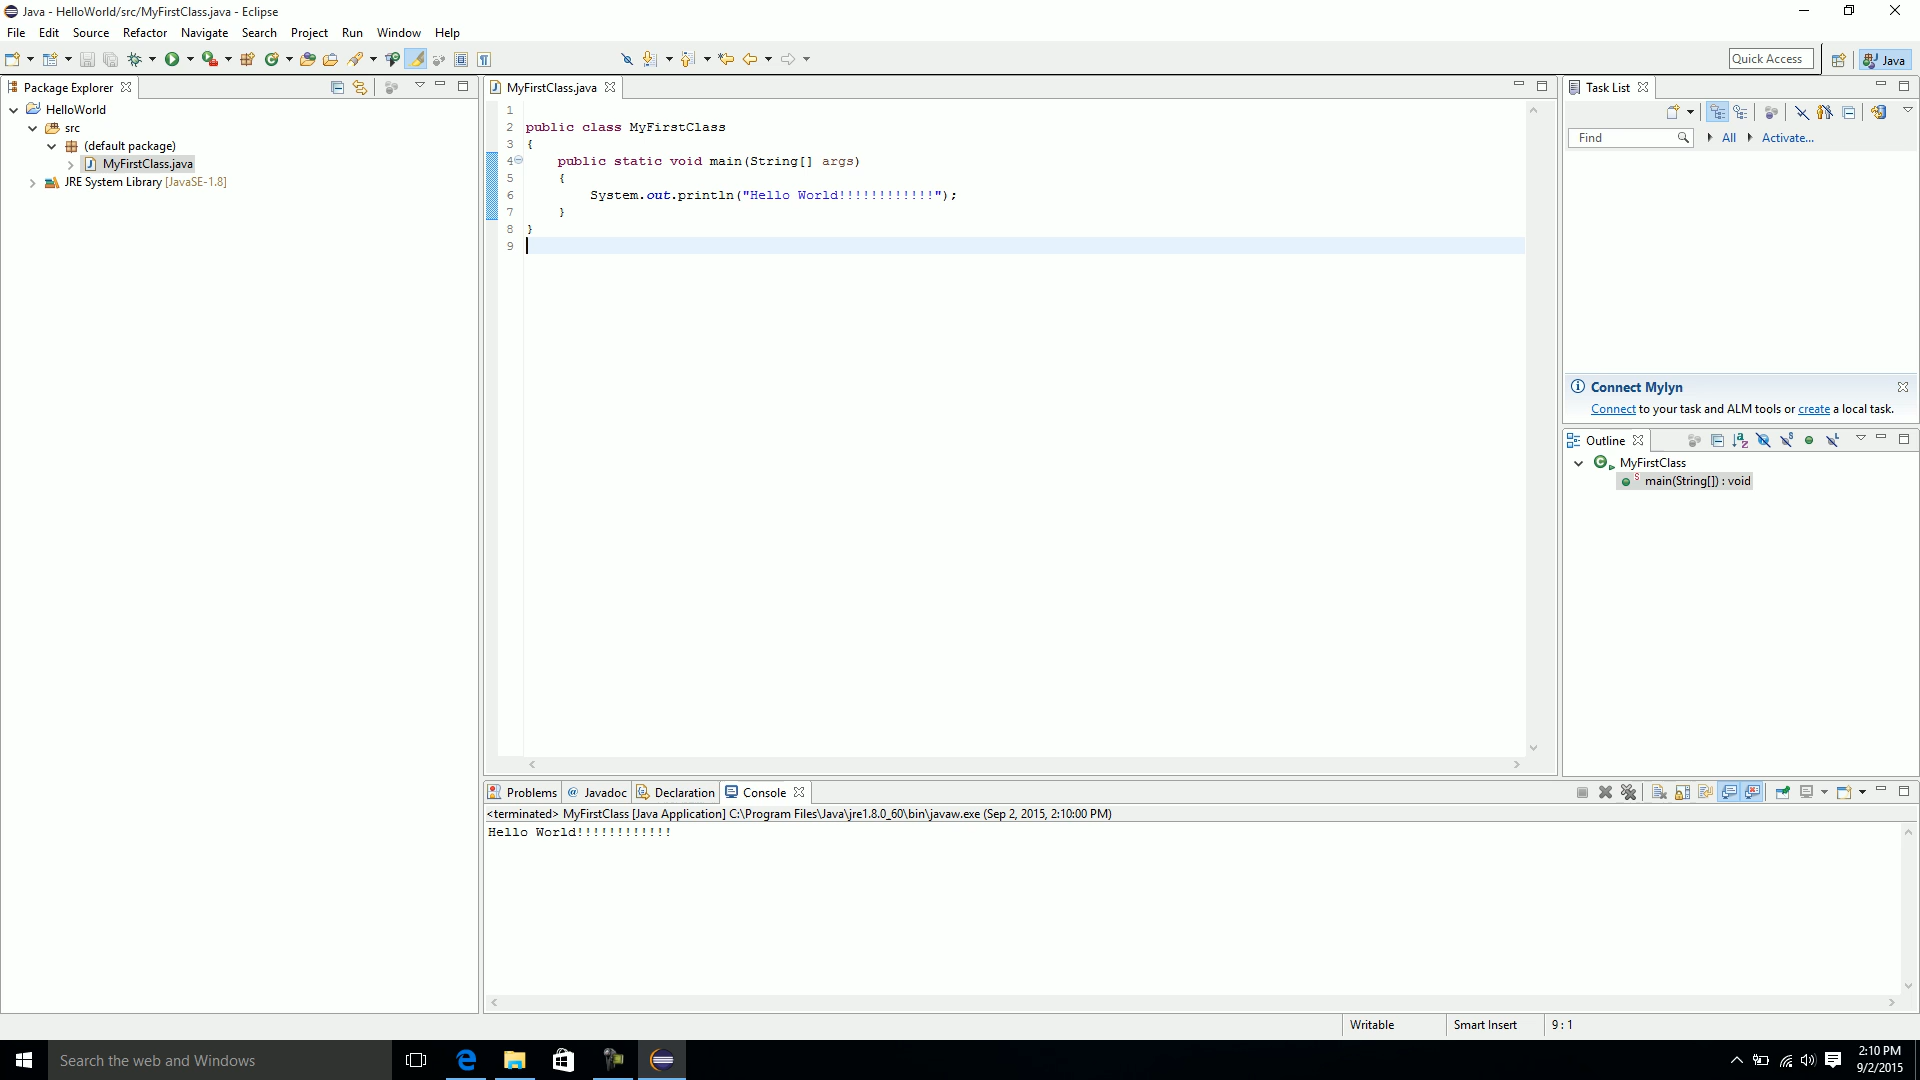 Java - HelloWorld/src/MyFirstClass.java - Eclipse
File Edit Source Refactor Navigate Search Project Run Window Help
Quick Access
Java
Package Explorer
HelloWorld
src
(default package)
MyFirstClass.java
JRE System Library [JavaSE-1.8]
MyFirstClass.java
1
2 public class MyFirstClass
3 {
4 public static void main(String[] args)
5 {
6 System.out.println("Hello World!!!!!!!!!!!!");
7 }
8 }
9
Task List
Find All Activate...
Connect Mylyn
Connect to your task and ALM tools or create a local task.
Outline
MyFirstClass
main(String[]) : void
Problems Javadoc Declaration Console
<terminated> MyFirstClass [Java Application] C:\Program Files\Java\jre1.8.0_60\bin\javaw.exe (Sep 2, 2015, 2:10:00 PM)
Hello World!!!!!!!!!!!!
Writable Smart Insert 9 : 1
Search the web and Windows
2:10 PM
9/2/2015